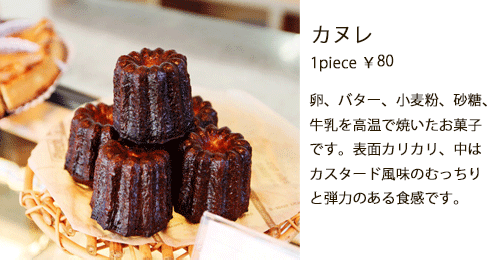 カヌレ
1piece ￥80
卵、バター、小麦粉、砂糖、
牛乳を高温で焼いたお菓子
です。表面カリカリ、中は
カスタード風味のむっちり
と弾力のある食感です。